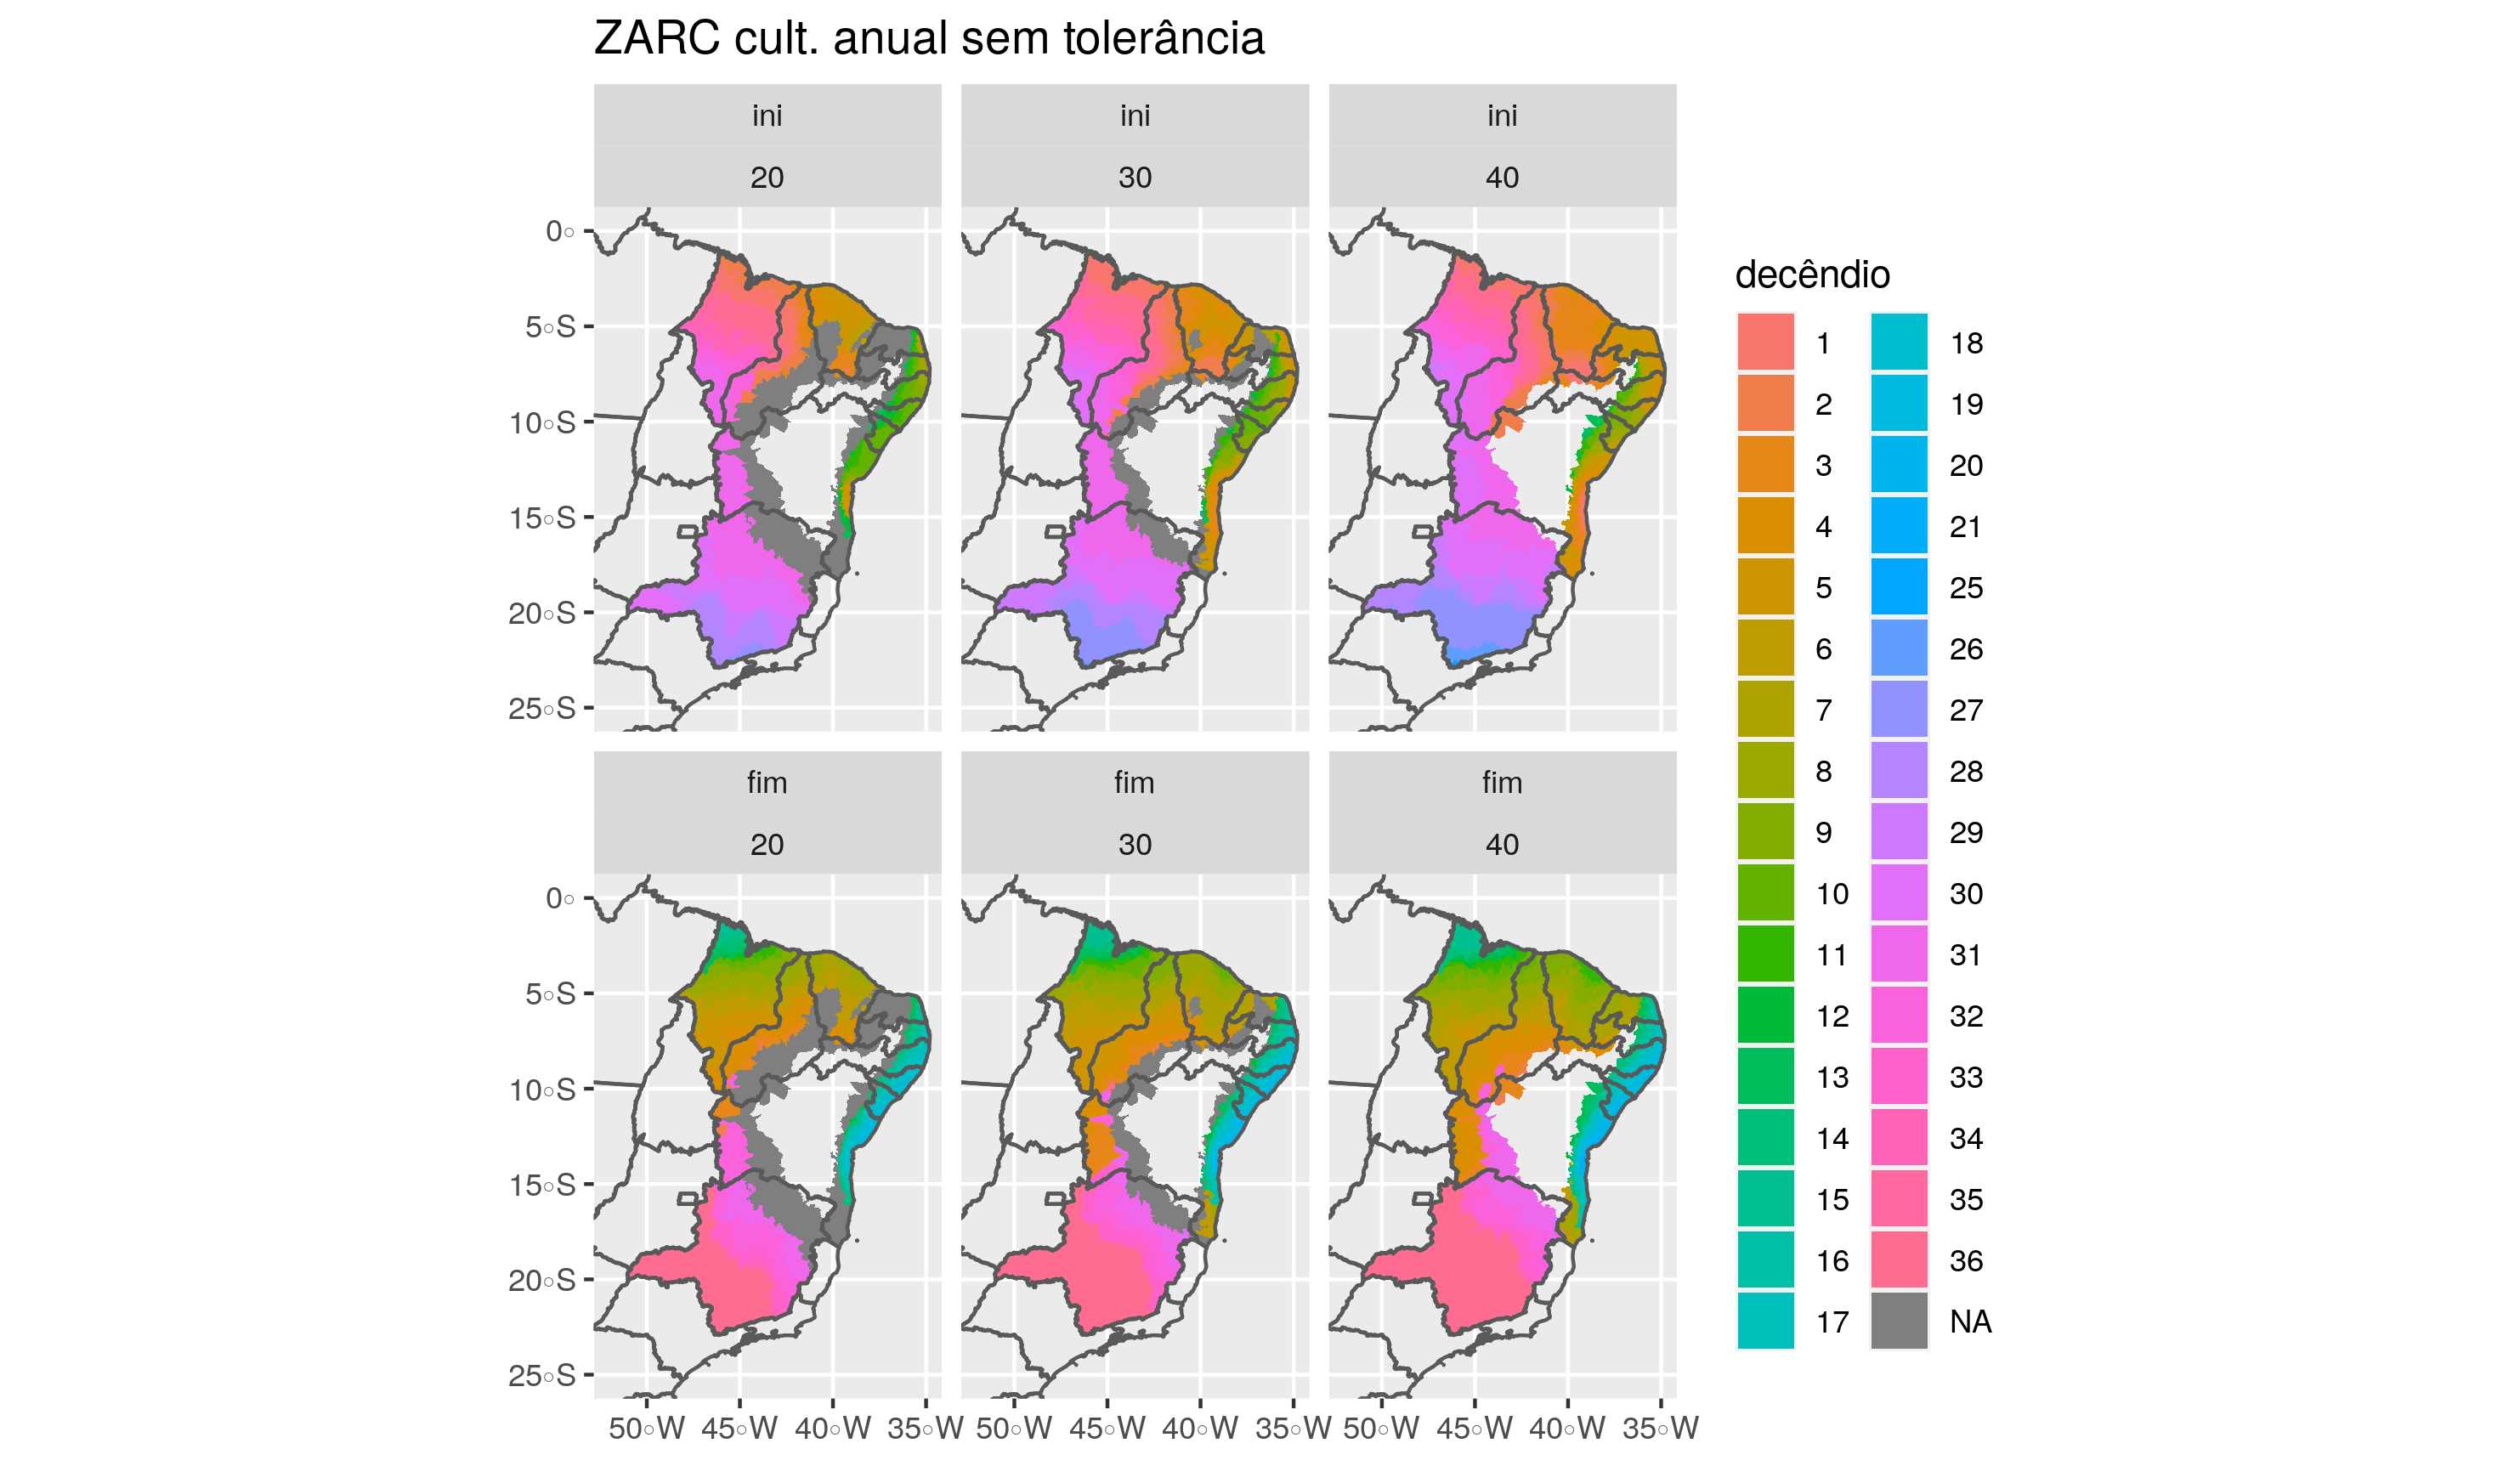 ZARC cult. anual sem tolerância
ini ini ini
20 30 40
0◦
5◦S
10◦S
15◦S
20◦S
25◦S
fim fim fim
20 30 40
0◦
5◦S
10◦S
15◦S
20◦S
25◦S
50◦W 45◦W 40◦W 35◦W 50◦W 45◦W 40◦W 35◦W 50◦W 45◦W 40◦W 35◦W
decêndio
1 18
2 19
3 20
4 21
5 25
6 26
7 27
8 28
9 29
10 30
11 31
12 32
13 33
14 34
15 35
16 36
17 NA